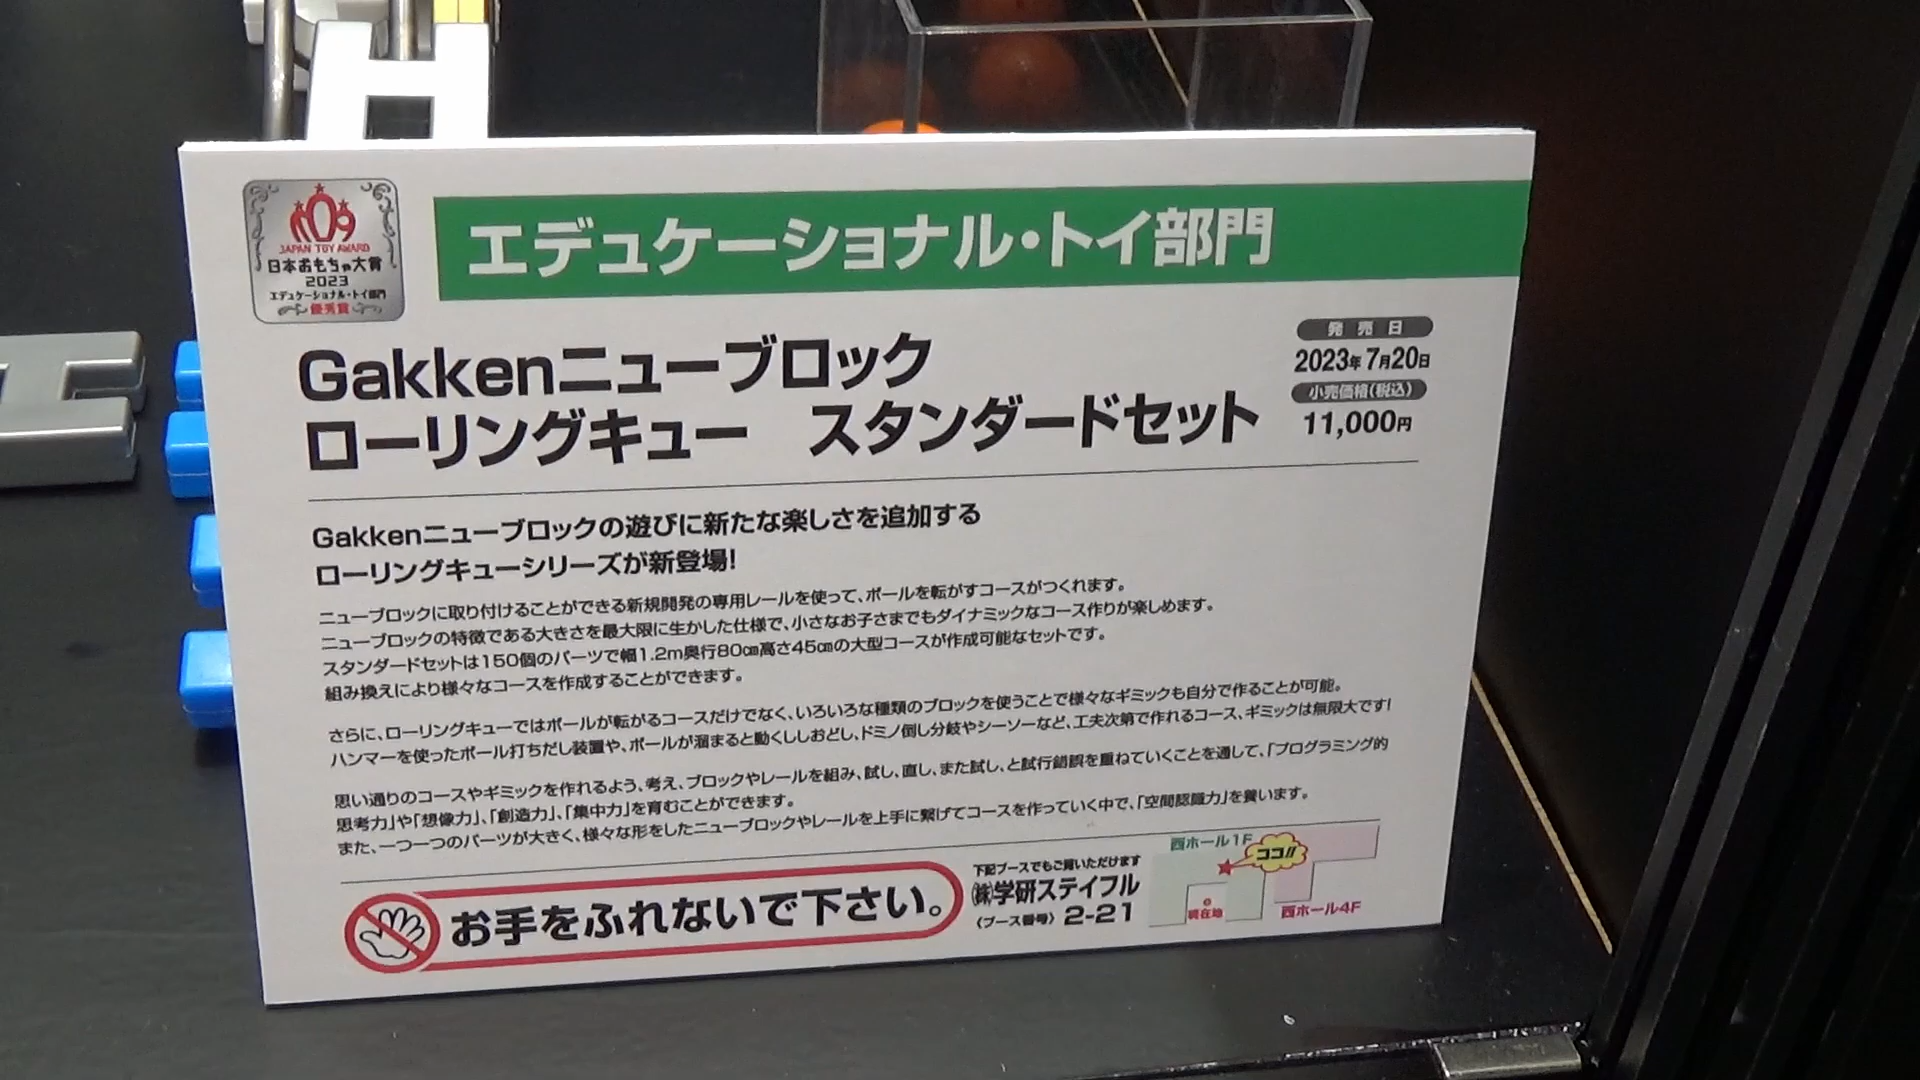 JAPAN TOY AWARD
日本おもちゃ大賞
2023
エデュケーショナル・トイ部門
優秀賞
エデュケーショナル・トイ部門
Gakkenニューブロック
ローリングキュー スタンダードセット
発売日
2023年7月20日
小売価格(税込)
11,000円
Gakkenニューブロックの遊びに新たな楽しさを追加する
ローリングキューシリーズが新登場!
ニューブロックに取り付けることができる新規開発の専用レールを使って、ボールを転がすコースがつくれます。
ニューブロックの特徴である大きさを最大限に生かした仕様で、小さなお子さまでもダイナミックなコース作りが楽しめます。
スタンダードセットは150個のパーツで幅1.2m奥行80㎝高さ45㎝の大型コースが作成可能なセットです。
組み換えにより様々なコースを作成することができます。
さらに、ローリングキューではボールが転がるコースだけでなく、いろいろな種類のブロックを使うことで様々なギミックも自分で作ることが可能。
ハンマーを使ったボール打ちだし装置や、ボールが溜まると動くししおどし、ドミノ倒し分岐やシーソーなど、工夫次第で作れるコース、ギミックは無限大です!
思い通りのコースやギミックを作れるよう、考え、ブロックやレールを組み、試し、直し、また試し、と試行錯誤を重ねていくことを通して、「プログラミング的
思考力」や「想像力」、「創造力」、「集中力」を育むことができます。
また、一つ一つのパーツが大きく、様々な形をしたニューブロックやレールを上手に繋げてコースを作っていく中で、「空間認識力」を養います。
お手をふれないで下さい。
下記ブースでもご覧いただけます
㈱学研ステイフル
〈ブース番号〉2-21
西ホール1F
ココ!!
現在地
西ホール4F